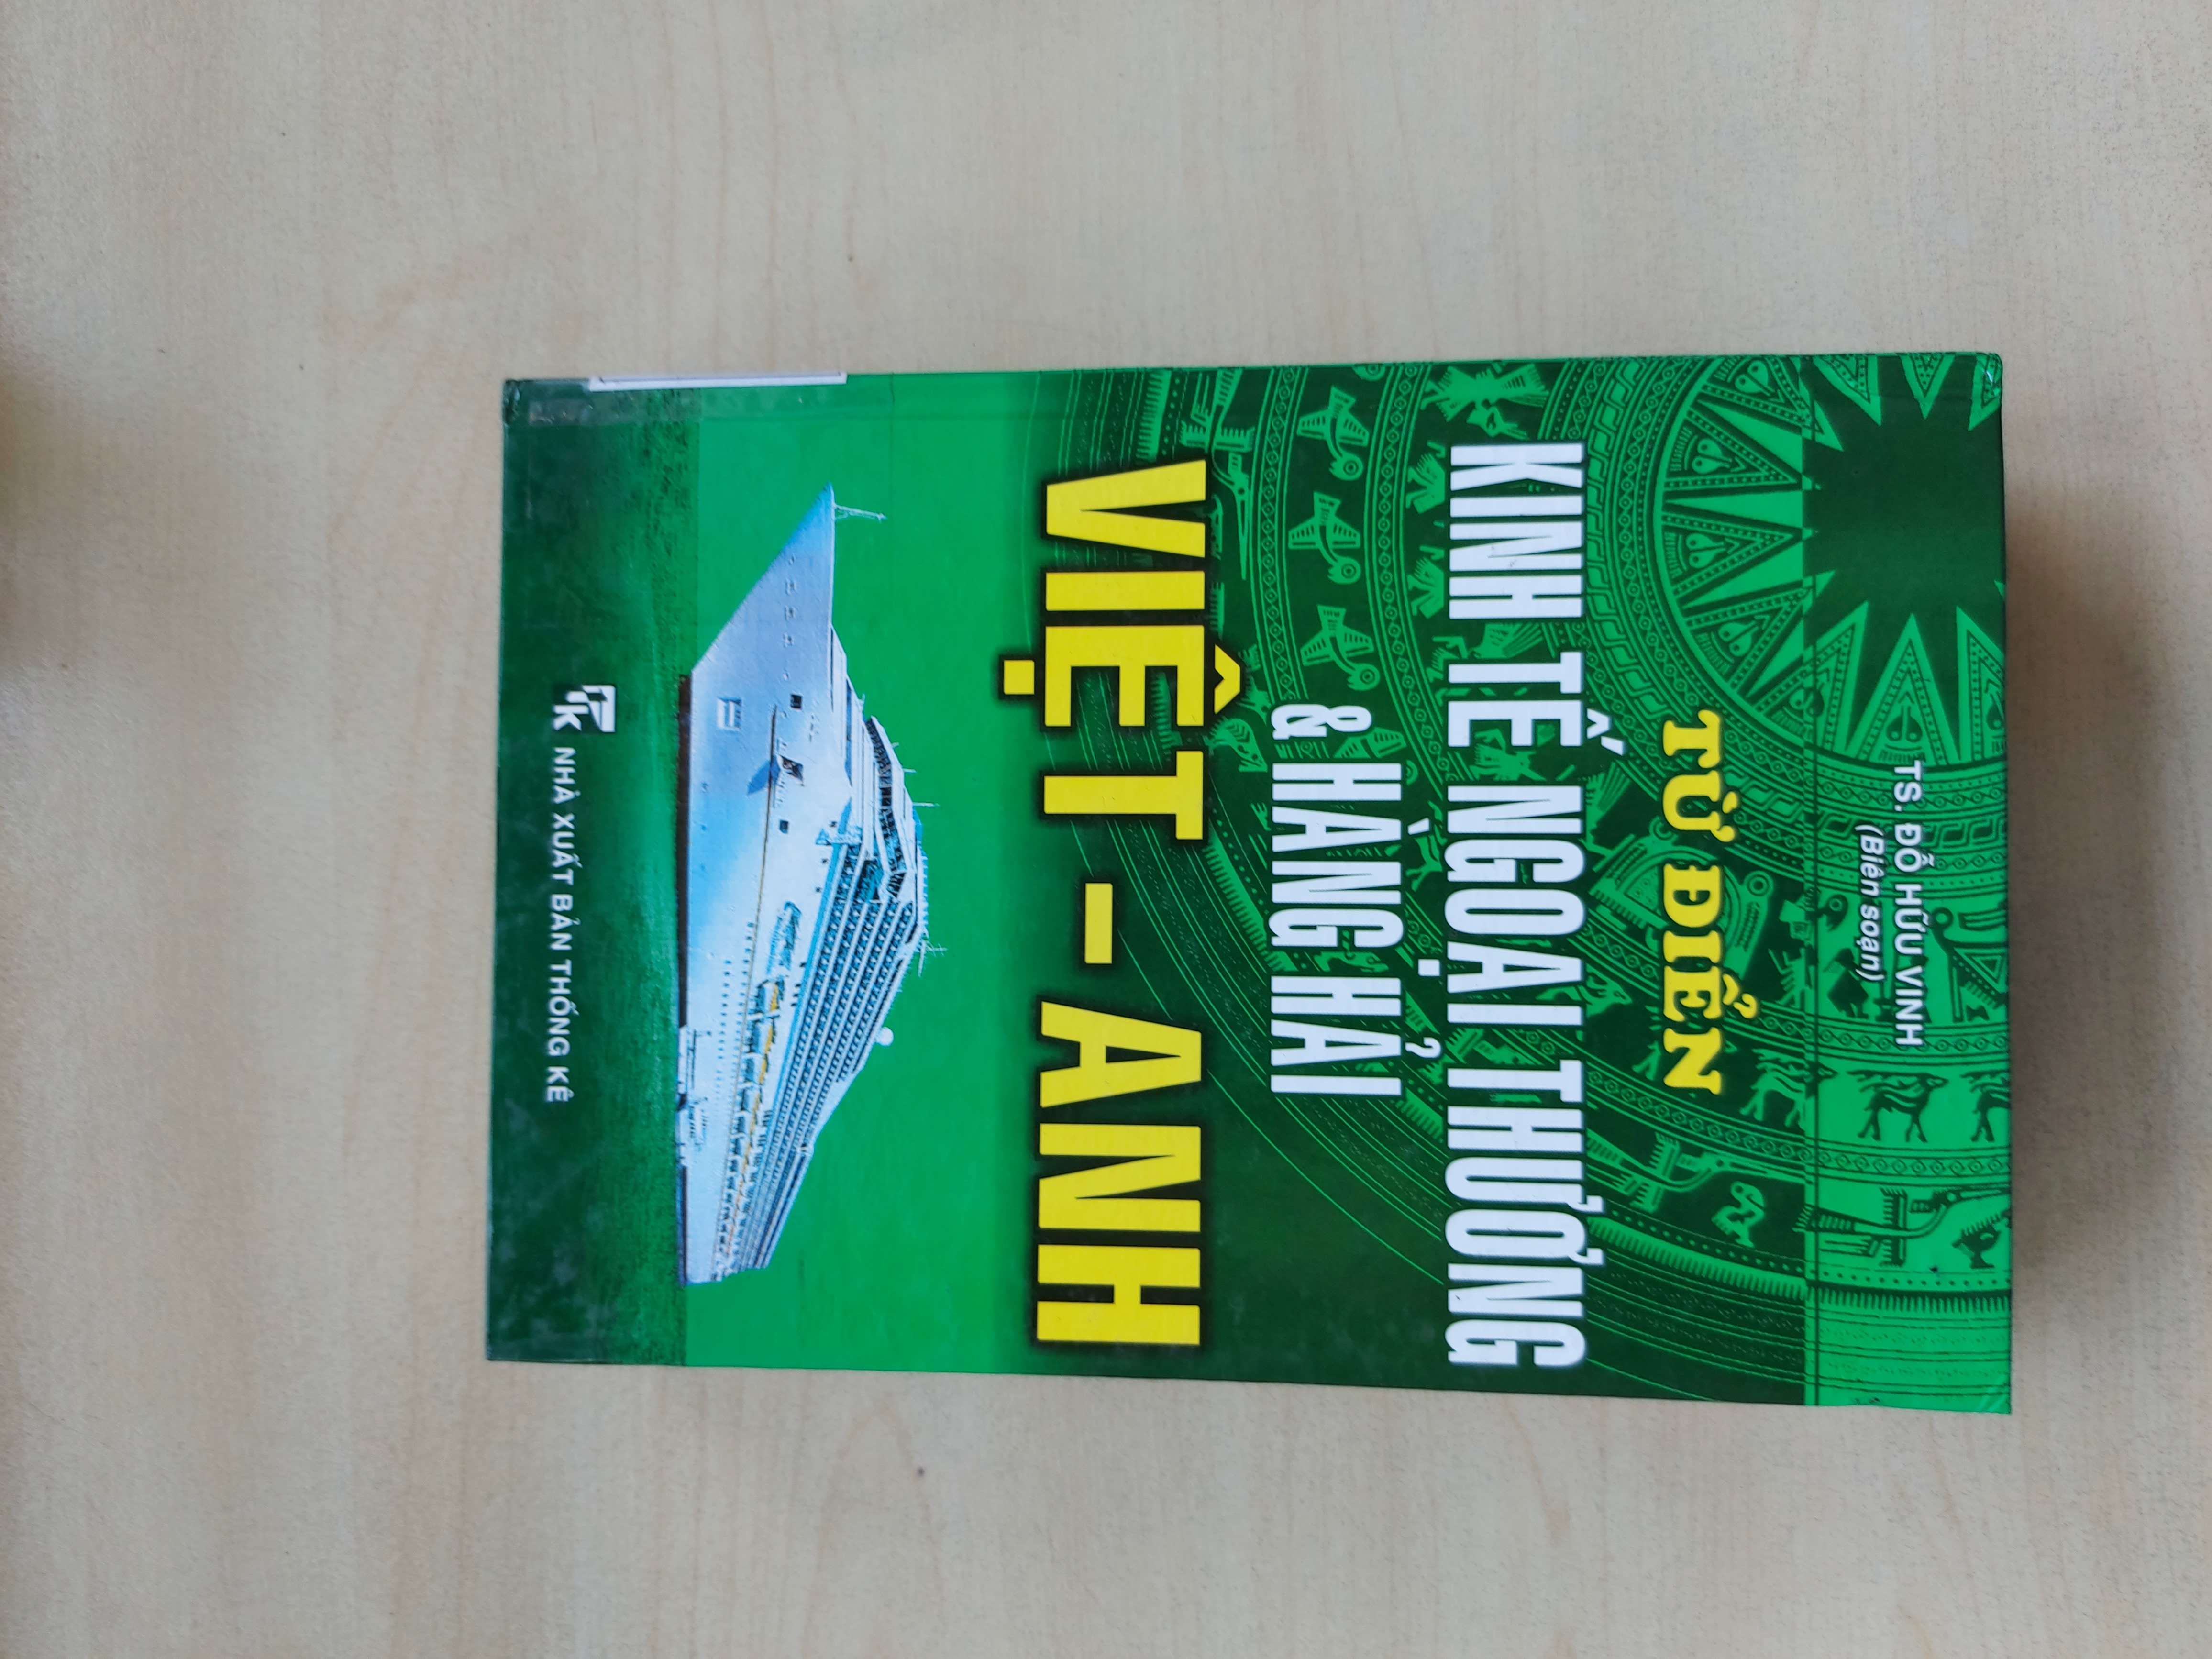 TS. ĐỖ HỮU VINH
(Biên soạn)
TỪ ĐIỂN
KINH TẾ NGOẠI THƯƠNG
& HÀNG HẢI
VIỆT – ANH
tk NHÀ XUẤT BẢN THỐNG KÊ